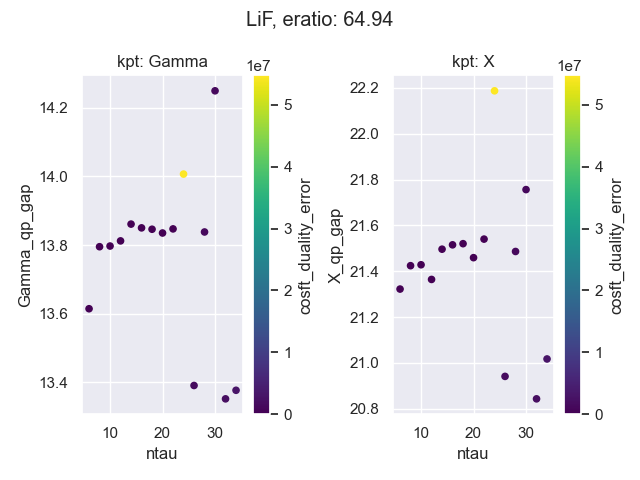 LiF, eratio: 64.94
kpt: Gamma
1e7
14.2
14.0
13.8
13.6
13.4
Gamma_qp_gap
10
20
30
ntau
5
4
3
2
1
0
cosft_duality_error
kpt: X
1e7
22.2
22.0
21.8
21.6
21.4
21.2
21.0
20.8
X_qp_gap
10
20
30
ntau
5
4
3
2
1
0
cosft_duality_error